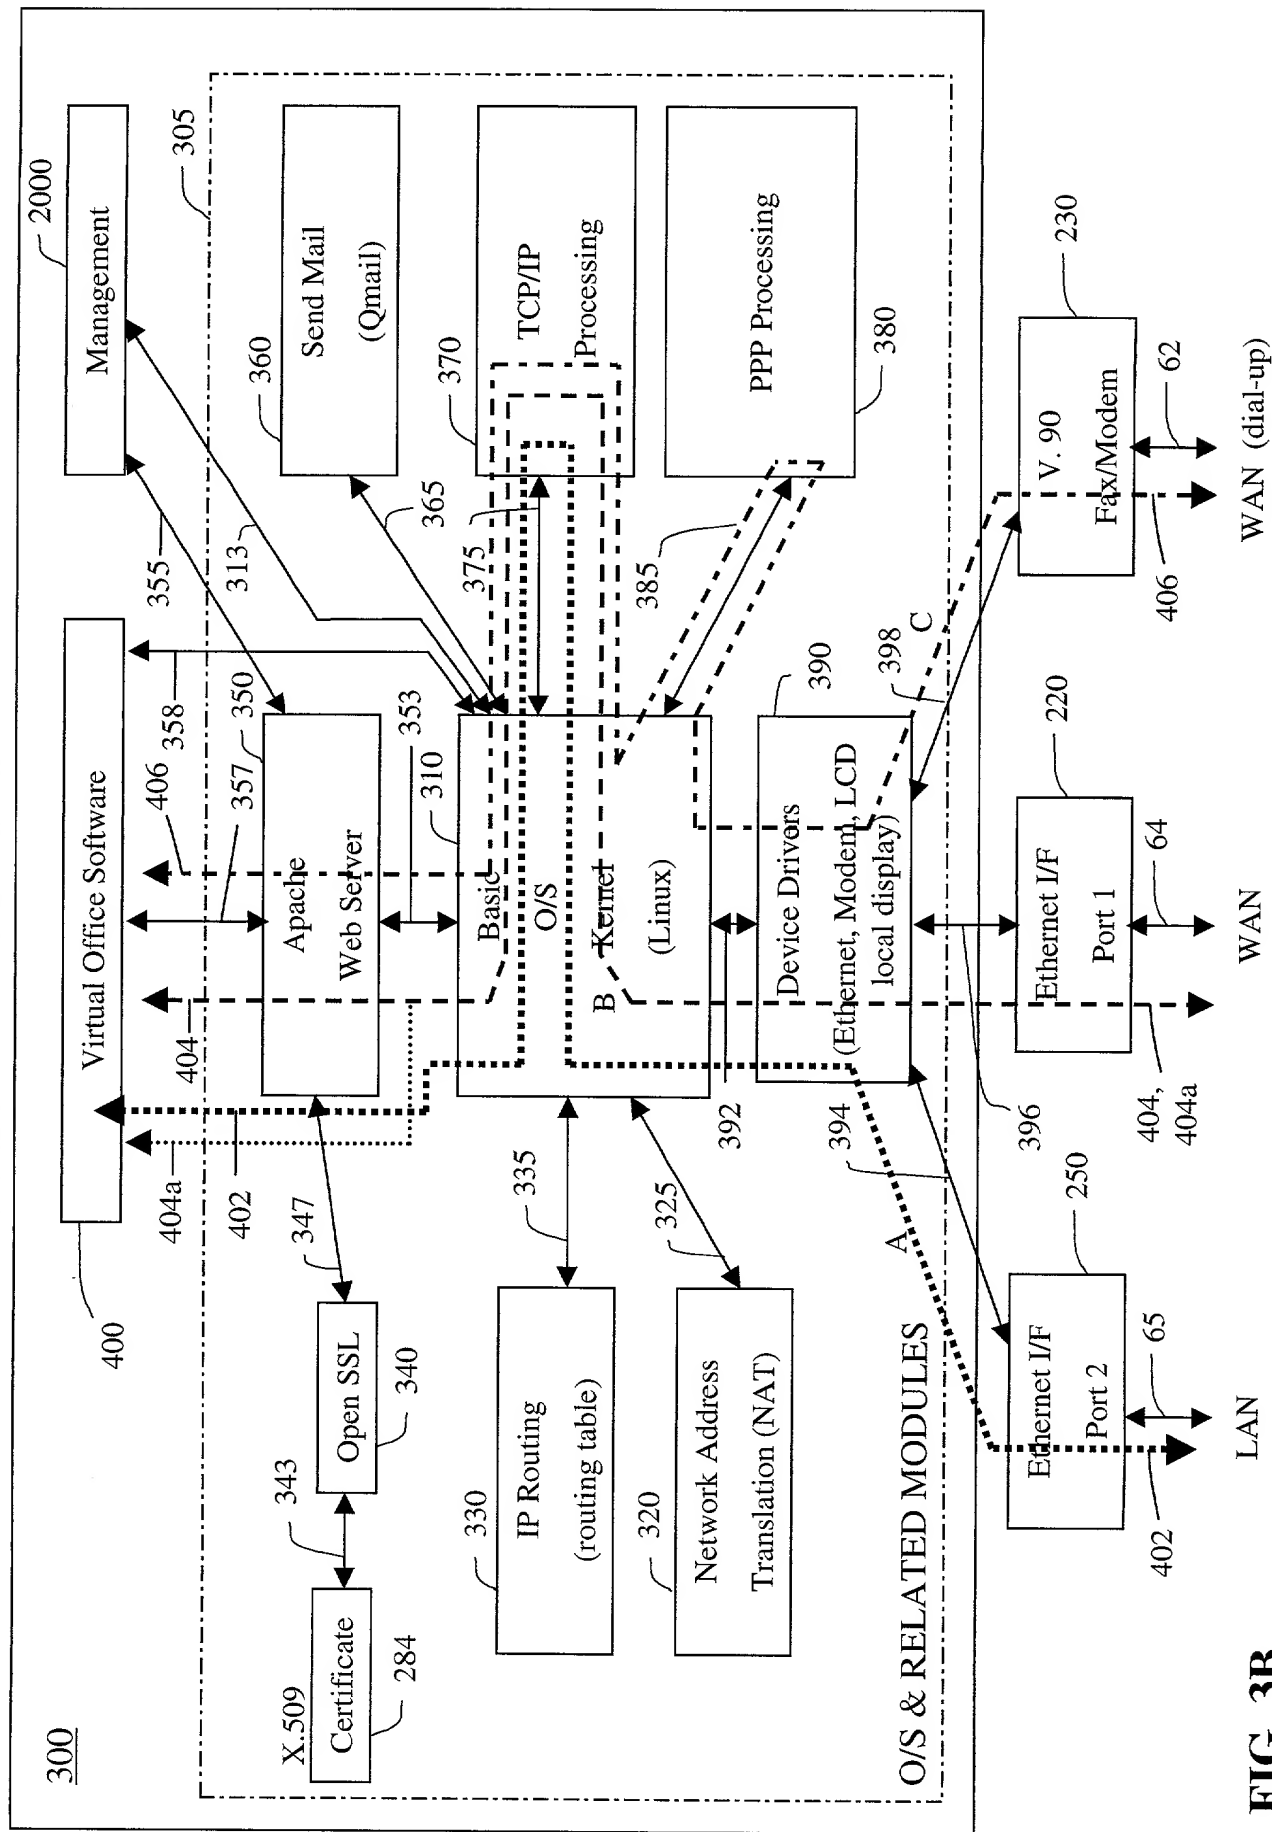 300
400
Virtual Office Software
2000
Management
404a
402
404
406
357
350
358
355
313
305
X.509
Certificate
284
343
Open SSL
340
347
Apache
Web Server
353
310
360
Send Mail
(Qmail)
365
330
IP Routing
(routing table)
335
Basic
O/S
Kernel
(Linux)
B
375
370
TCP/IP
Processing
320
Network Address
Translation (NAT)
325
385
PPP Processing
380
392
390
Device Drivers
(Ethernet, Modem, LCD
local display)
394
A
398
C
O/S & RELATED MODULES
250
Ethernet I/F
Port 2
65
402
LAN
396
220
Ethernet I/F
Port 1
64
404,
404a
WAN
230
V. 90
Fax/Modem
62
406
WAN (dial-up)
FIG. 3B